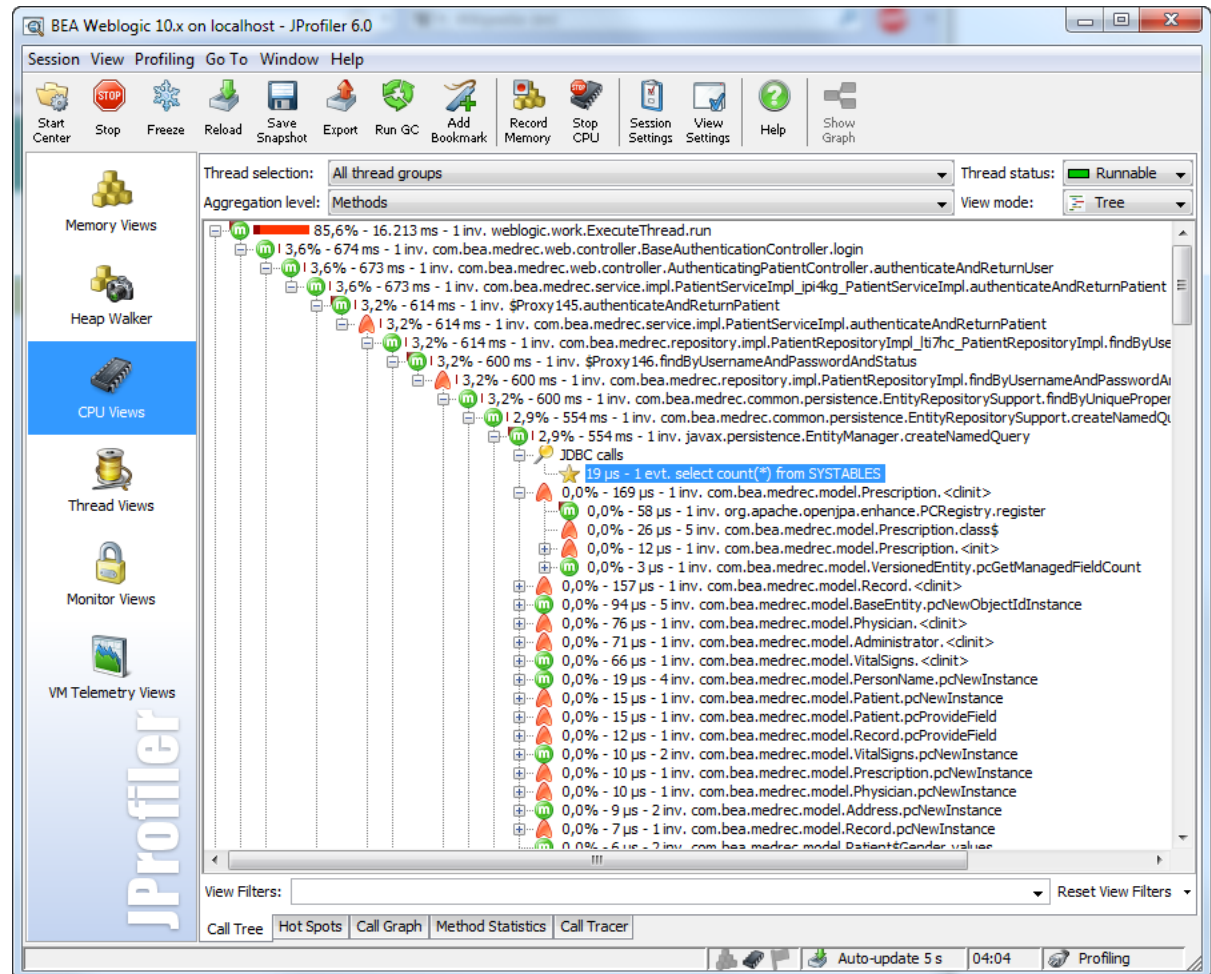 BEA Weblogic 10.x on localhost - JProfiler 6.0
Session View Profiling Go To Window Help
Start Center
Stop
Freeze
Reload
Save Snapshot
Export
Run GC
Add Bookmark
Record Memory
Stop CPU
Session Settings
View Settings
Help
Show Graph
Memory Views
Heap Walker
CPU Views
Thread Views
Monitor Views
VM Telemetry Views
JProfiler
Thread selection: All thread groups Thread status: Runnable
Aggregation level: Methods View mode: Tree
85,6% - 16.213 ms - 1 inv. weblogic.work.ExecuteThread.run
3,6% - 674 ms - 1 inv. com.bea.medrec.web.controller.BaseAuthenticationController.login
3,6% - 673 ms - 1 inv. com.bea.medrec.web.controller.AuthenticatingPatientController.authenticateAndReturnUser
3,6% - 673 ms - 1 inv. com.bea.medrec.service.impl.PatientServiceImpl_ipi4kg_PatientServiceImpl.authenticateAndReturnPatient
3,2% - 614 ms - 1 inv. $Proxy145.authenticateAndReturnPatient
3,2% - 614 ms - 1 inv. com.bea.medrec.service.impl.PatientServiceImpl.authenticateAndReturnPatient
3,2% - 614 ms - 1 inv. com.bea.medrec.repository.impl.PatientRepositoryImpl_lti7hc_PatientRepositoryImpl.findByUse
3,2% - 600 ms - 1 inv. $Proxy146.findByUsernameAndPasswordAndStatus
3,2% - 600 ms - 1 inv. com.bea.medrec.repository.impl.PatientRepositoryImpl.findByUsernameAndPasswordAn
3,2% - 600 ms - 1 inv. com.bea.medrec.common.persistence.EntityRepositorySupport.findByUniqueProper
2,9% - 554 ms - 1 inv. com.bea.medrec.common.persistence.EntityRepositorySupport.createNamedQu
2,9% - 554 ms - 1 inv. javax.persistence.EntityManager.createNamedQuery
JDBC calls
19 µs - 1 evt. select count(*) from SYSTABLES
0,0% - 169 µs - 1 inv. com.bea.medrec.model.Prescription.<clinit>
0,0% - 58 µs - 1 inv. org.apache.openjpa.enhance.PCRegistry.register
0,0% - 26 µs - 5 inv. com.bea.medrec.model.Prescription.class$
0,0% - 12 µs - 1 inv. com.bea.medrec.model.Prescription.<init>
0,0% - 3 µs - 1 inv. com.bea.medrec.model.VersionedEntity.pcGetManagedFieldCount
0,0% - 157 µs - 1 inv. com.bea.medrec.model.Record.<clinit>
0,0% - 94 µs - 5 inv. com.bea.medrec.model.BaseEntity.pcNewObjectIdInstance
0,0% - 76 µs - 1 inv. com.bea.medrec.model.Physician.<clinit>
0,0% - 71 µs - 1 inv. com.bea.medrec.model.Administrator.<clinit>
0,0% - 66 µs - 1 inv. com.bea.medrec.model.VitalSigns.<clinit>
0,0% - 19 µs - 4 inv. com.bea.medrec.model.PersonName.pcNewInstance
0,0% - 15 µs - 1 inv. com.bea.medrec.model.Patient.pcNewInstance
0,0% - 15 µs - 1 inv. com.bea.medrec.model.Patient.pcProvideField
0,0% - 12 µs - 1 inv. com.bea.medrec.model.Record.pcProvideField
0,0% - 10 µs - 2 inv. com.bea.medrec.model.VitalSigns.pcNewInstance
0,0% - 10 µs - 1 inv. com.bea.medrec.model.Prescription.pcNewInstance
0,0% - 10 µs - 1 inv. com.bea.medrec.model.Physician.pcNewInstance
0,0% - 9 µs - 2 inv. com.bea.medrec.model.Address.pcNewInstance
0,0% - 7 µs - 1 inv. com.bea.medrec.model.Record.pcNewInstance
0,0% - 6 µs - 2 inv. com.bea.medrec.model.Patient$Gender.values
View Filters: Reset View Filters
Call Tree Hot Spots Call Graph Method Statistics Call Tracer
Auto-update 5 s 04:04 Profiling